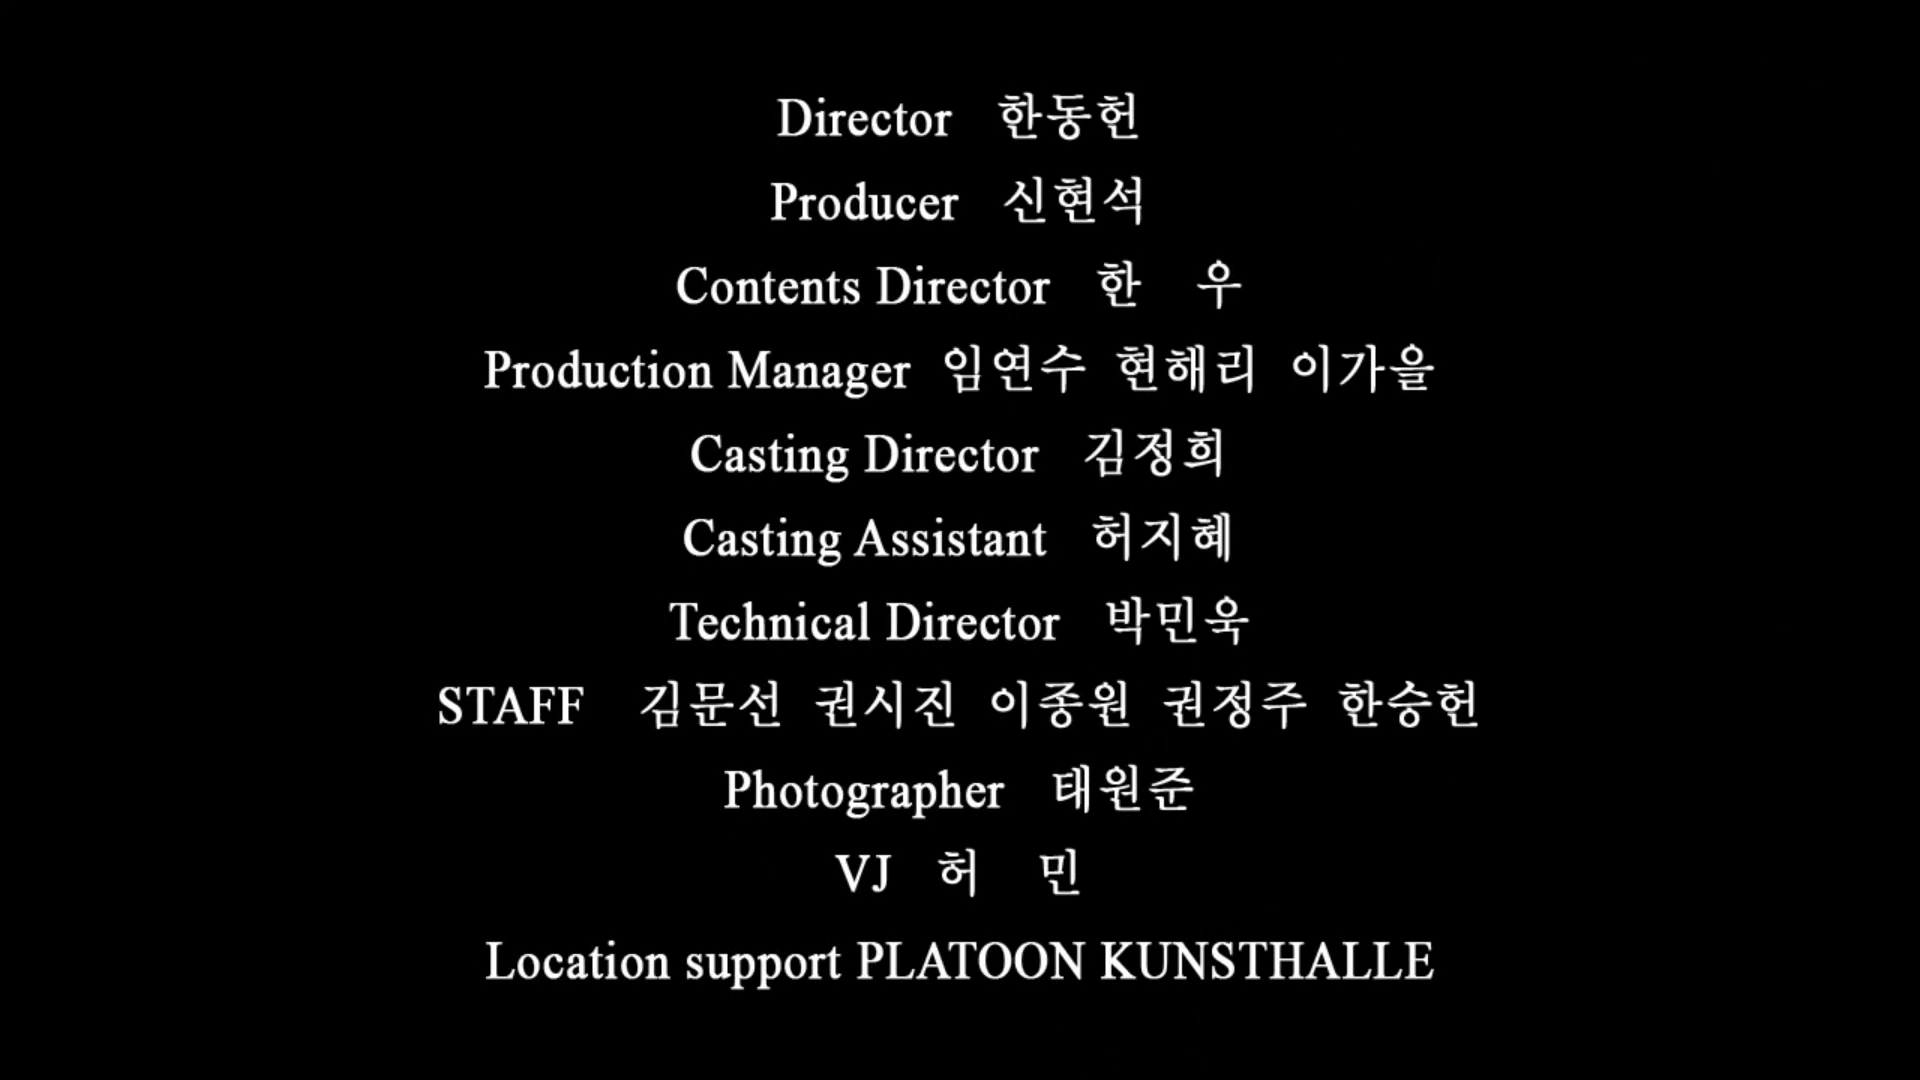 Director 한동헌
Producer 신현석
Contents Director 한 우
Production Manager 임연수 현해리 이가을
Casting Director 김정희
Casting Assistant 허지혜
Technical Director 박민욱
STAFF 김문선 권시진 이종원 권정주 한승헌
Photographer 태원준
VJ 허 민
Location support PLATOON KUNSTHALLE